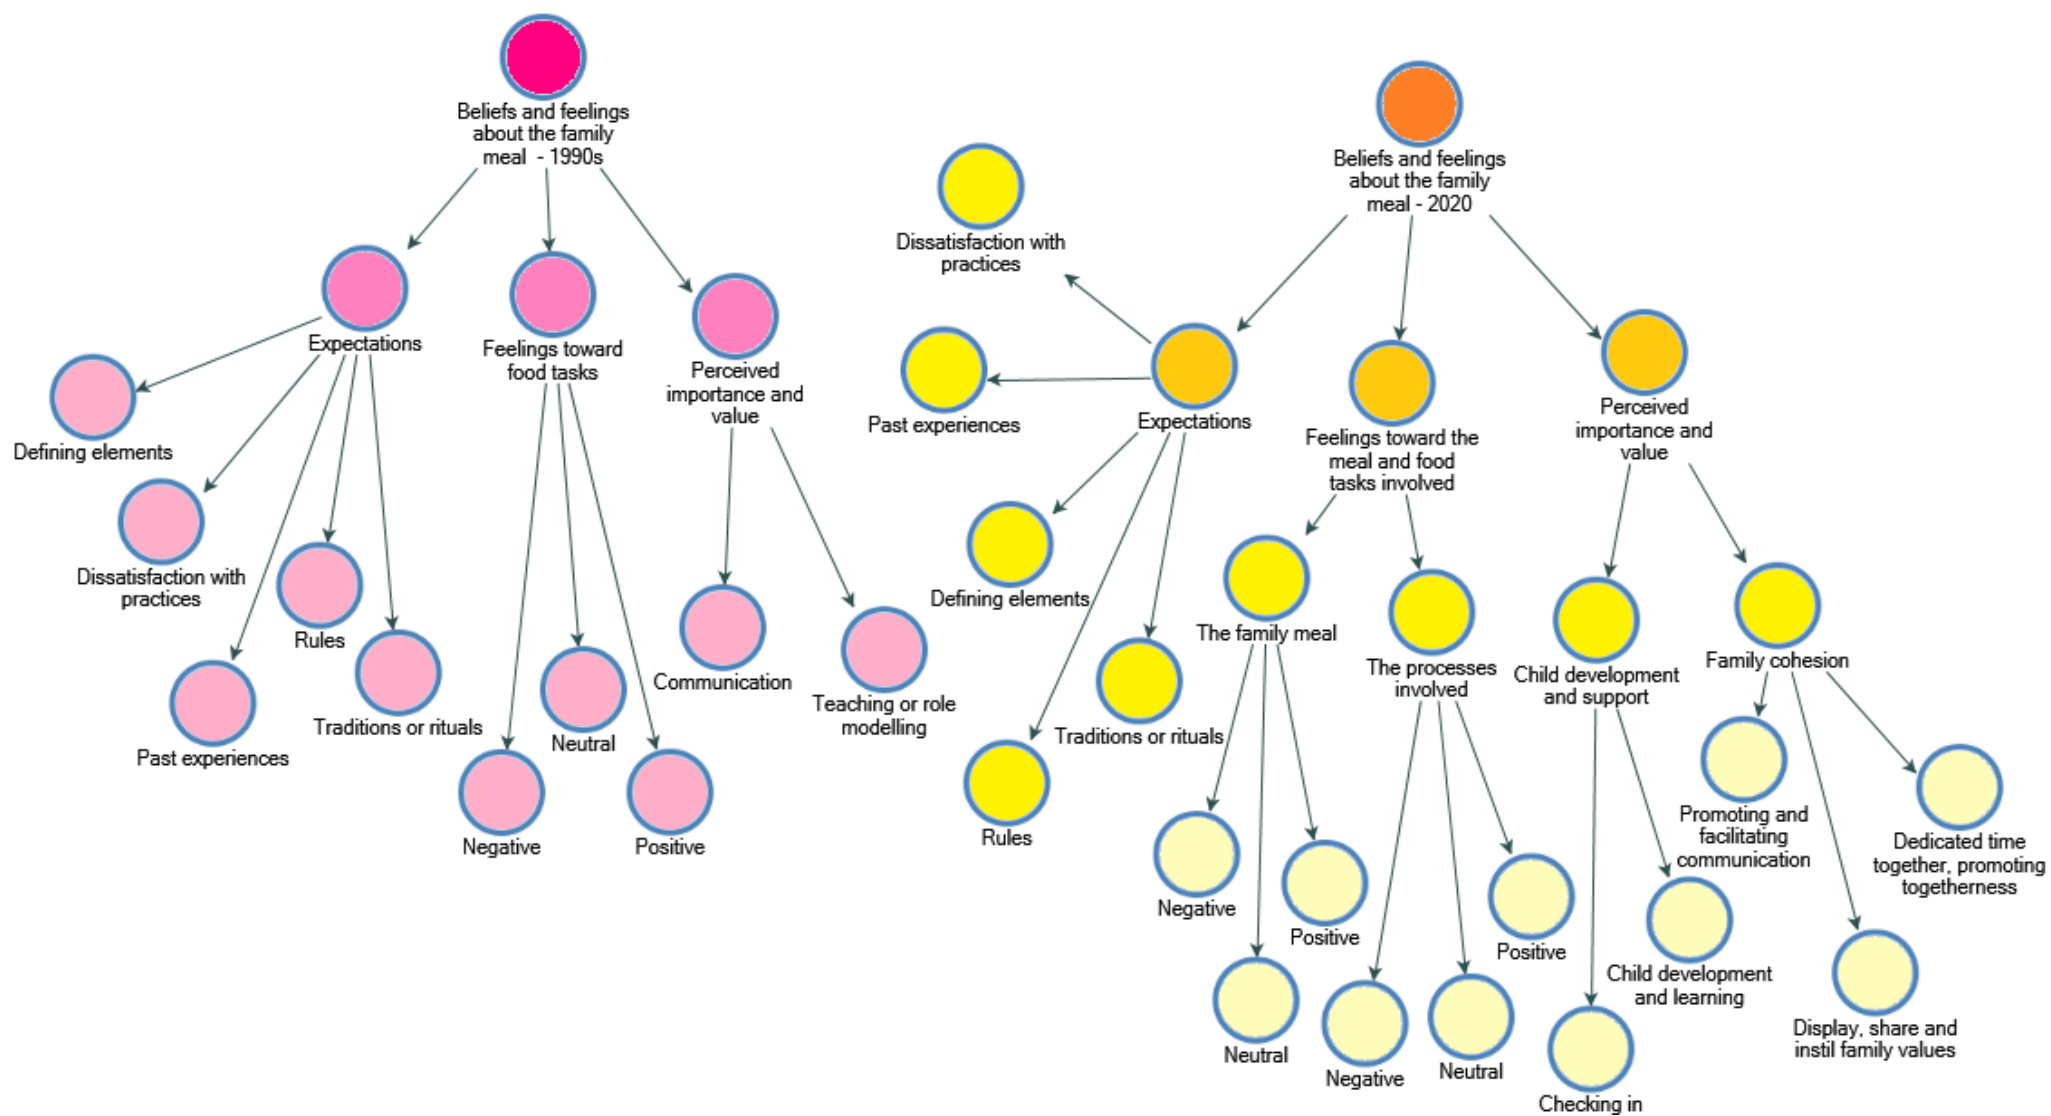 Beliefs and feelings
about the family
meal - 1990s
Expectations
Feelings toward
food tasks
Perceived
importance and
value
Defining elements
Dissatisfaction with
practices
Past experiences
Rules
Traditions or rituals
Negative
Neutral
Positive
Communication
Teaching or role
modelling
Beliefs and feelings
about the family
meal - 2020
Dissatisfaction with
practices
Past experiences
Expectations
Feelings toward the
meal and food
tasks involved
Perceived
importance and
value
Defining elements
Traditions or rituals
Rules
The family meal
The processes
involved
Child development
and support
Family cohesion
Negative
Neutral
Positive
Negative
Neutral
Positive
Checking in
Child development
and learning
Promoting and
facilitating
communication
Display, share and
instil family values
Dedicated time
together, promoting
togetherness